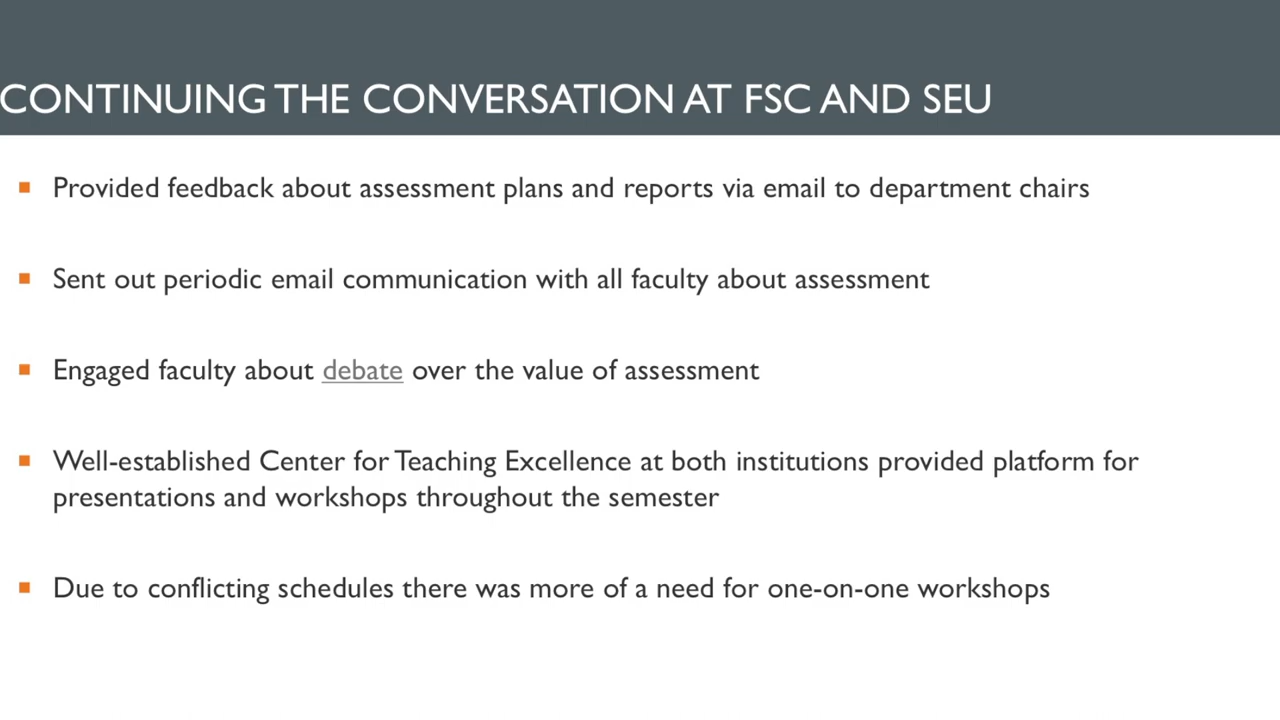 CONTINUING THE CONVERSATION AT FSC AND SEU
Provided feedback about assessment plans and reports via email to department chairs
Sent out periodic email communication with all faculty about assessment
Engaged faculty about debate over the value of assessment
Well-established Center for Teaching Excellence at both institutions provided platform for
presentations and workshops throughout the semester
Due to conflicting schedules there was more of a need for one-on-one workshops